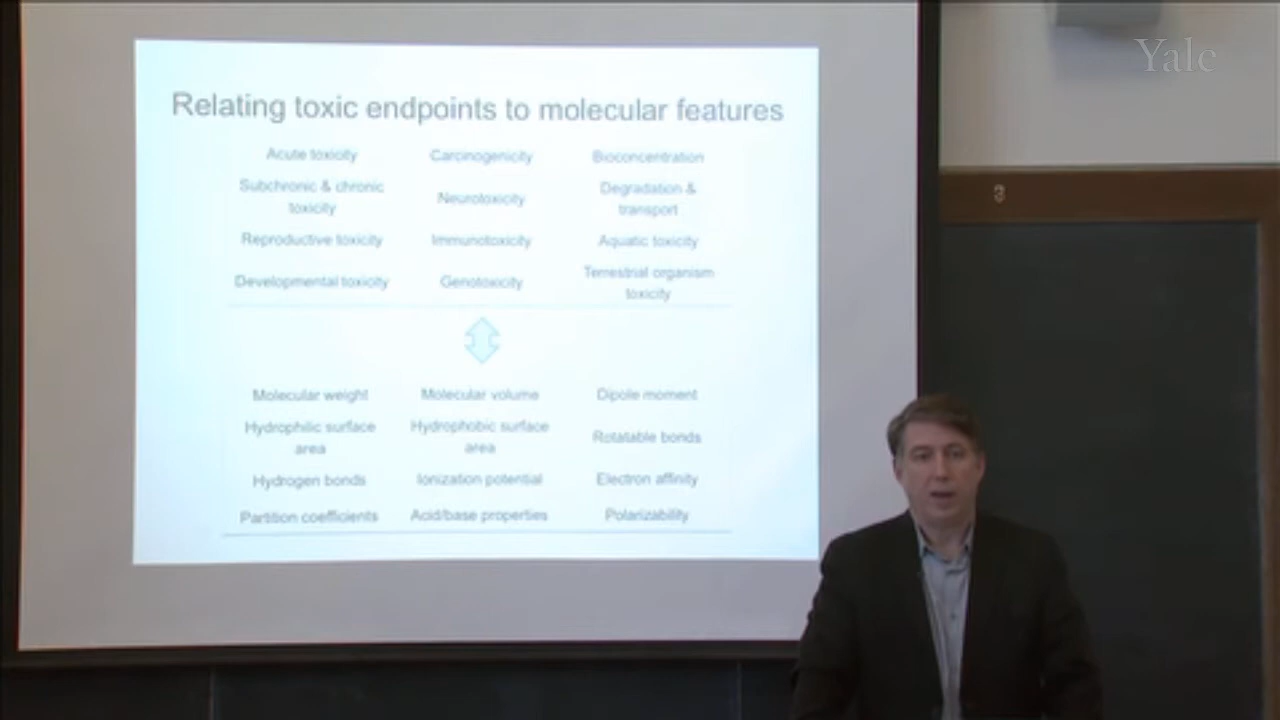 Yale
3
Relating toxic endpoints to molecular features
Acute toxicity Carcinogenicity Bioconcentration
Subchronic & chronic toxicity Neurotoxicity Degradation & transport
Reproductive toxicity Immunotoxicity Aquatic toxicity
Developmental toxicity Genotoxicity Terrestrial organism toxicity
Molecular weight Molecular volume Dipole moment
Hydrophilic surface area Hydrophobic surface area Rotatable bonds
Hydrogen bonds Ionization potential Electron affinity
Partition coefficients Acid/base properties Polarizability